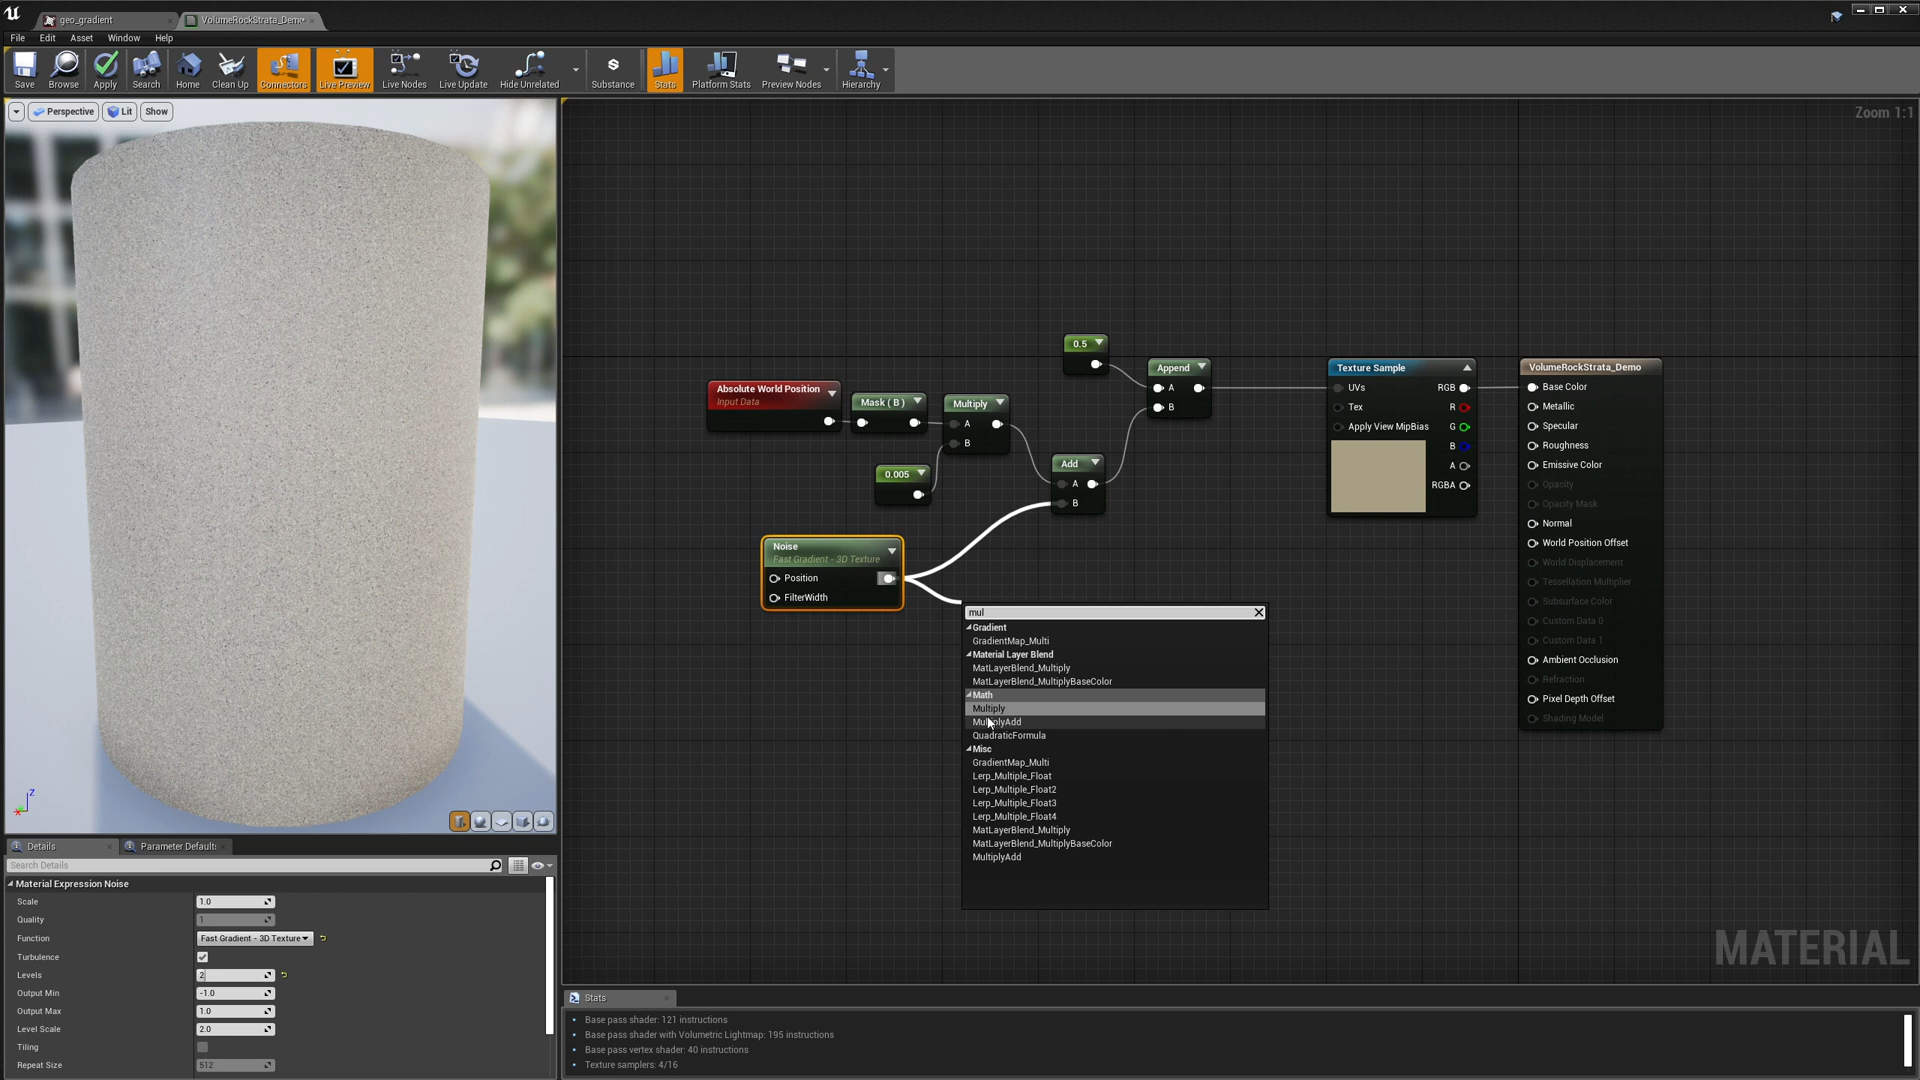 geo_gradient
VolumeRockStrata_Demo*
File Edit Asset Window Help
Save Browse Apply Search Home Clean Up Connectors Live Preview Live Nodes Live Update Hide Unrelated Substance Stats Platform Stats Preview Nodes Hierarchy
Perspective Lit Show
Zoom 1:1
0.5
Append
A
B
Absolute World Position
Input Data
Mask ( B )
Multiply
A
B
0.005
Add
A
B
Noise
Fast Gradient - 3D Texture
Position
FilterWidth
Texture Sample
UVs RGB
Tex R
Apply View MipBias G
B
A
RGBA
VolumeRockStrata_Demo
Base Color
Metallic
Specular
Roughness
Emissive Color
Opacity
Opacity Mask
Normal
World Position Offset
World Displacement
Tessellation Multiplier
Subsurface Color
Custom Data 0
Custom Data 1
Ambient Occlusion
Refraction
Pixel Depth Offset
Shading Model
mul
Gradient
GradientMap_Multi
Material Layer Blend
MatLayerBlend_Multiply
MatLayerBlend_MultiplyBaseColor
Math
Multiply
MultiplyAdd
QuadraticFormula
Misc
GradientMap_Multi
Lerp_Multiple_Float
Lerp_Multiple_Float2
Lerp_Multiple_Float3
Lerp_Multiple_Float4
MatLayerBlend_Multiply
MatLayerBlend_MultiplyBaseColor
MultiplyAdd
MATERIAL
Z
Details
Parameter Default
Search Details
Material Expression Noise
Scale 1.0
Quality 1
Function Fast Gradient - 3D Texture
Turbulence
Levels 2
Output Min -1.0
Output Max 1.0
Level Scale 2.0
Tiling
Repeat Size 512
Stats
Base pass shader: 121 instructions
Base pass shader with Volumetric Lightmap: 195 instructions
Base pass vertex shader: 40 instructions
Texture samplers: 4/16